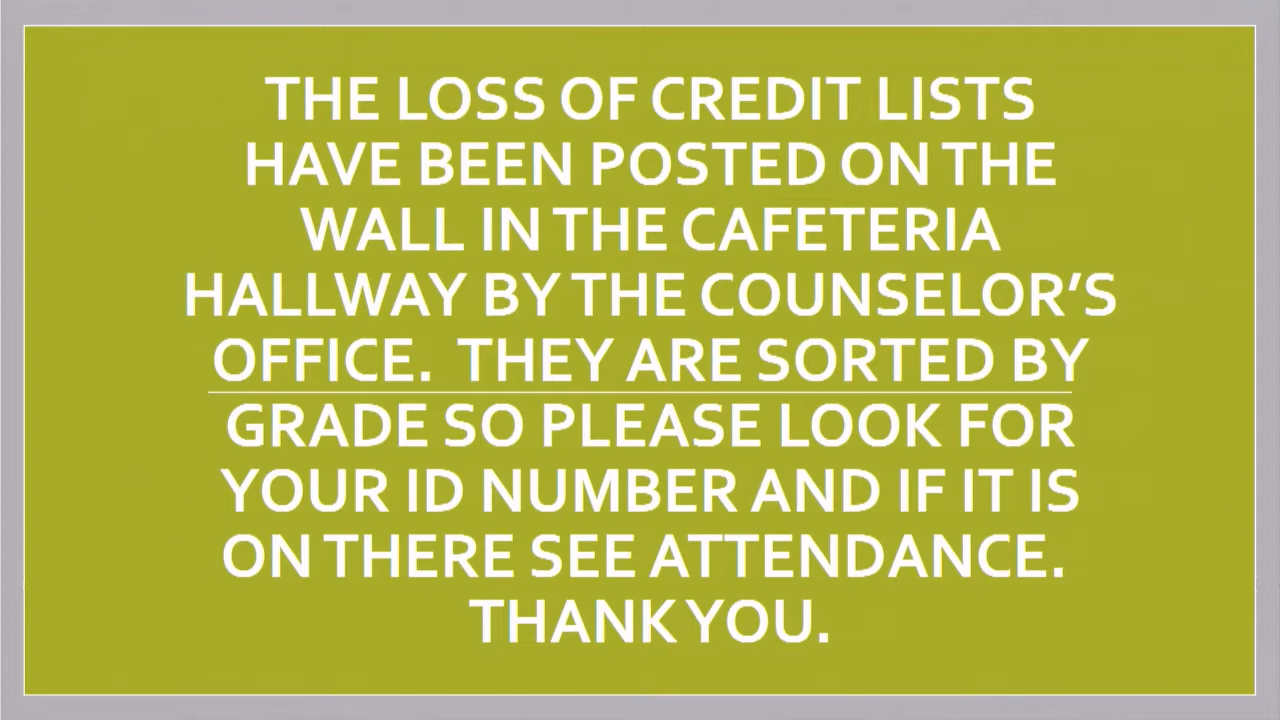 THE LOSS OF CREDIT LISTS
HAVE BEEN POSTED ON THE
WALL IN THE CAFETERIA
HALLWAY BY THE COUNSELOR’S
OFFICE.  THEY ARE SORTED BY
GRADE SO PLEASE LOOK FOR
YOUR ID NUMBER AND IF IT IS
ON THERE SEE ATTENDANCE.
THANK YOU.